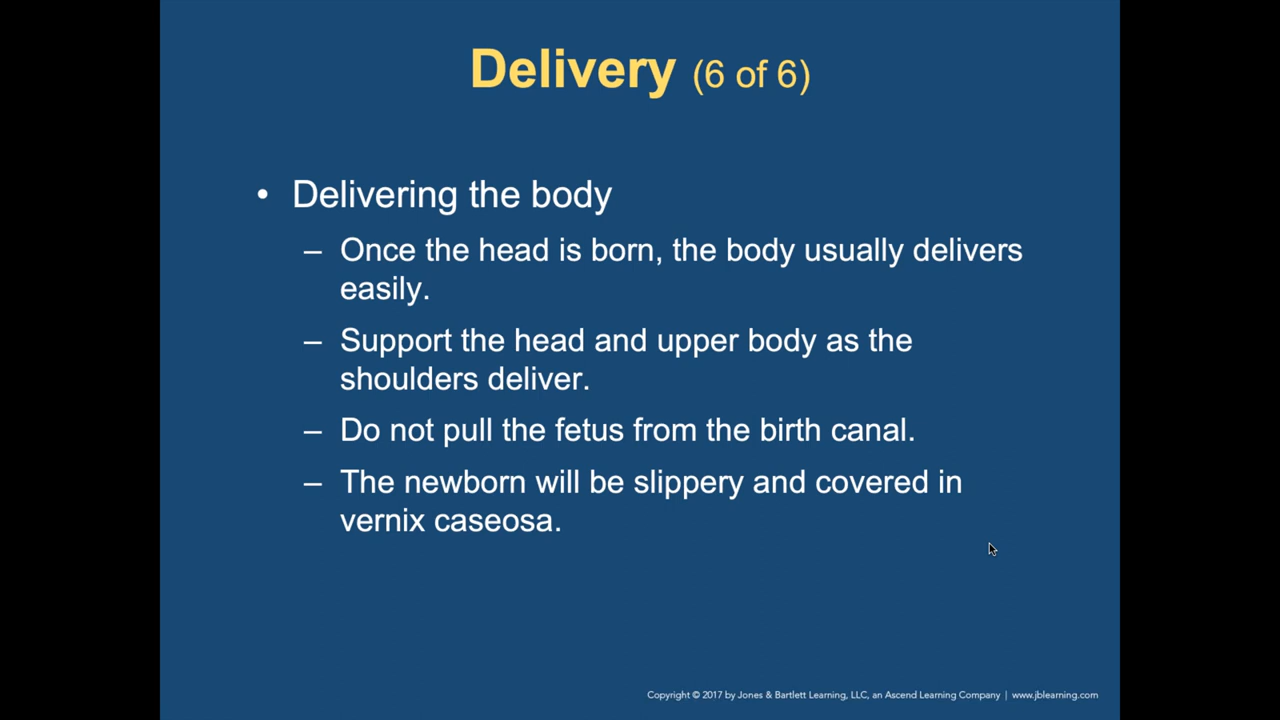 Delivery (6 of 6)
• Delivering the body
– Once the head is born, the body usually delivers
easily.
– Support the head and upper body as the
shoulders deliver.
– Do not pull the fetus from the birth canal.
– The newborn will be slippery and covered in
vernix caseosa.
Copyright © 2017 by Jones & Bartlett Learning, LLC, an Ascend Learning Company | www.jblearning.com